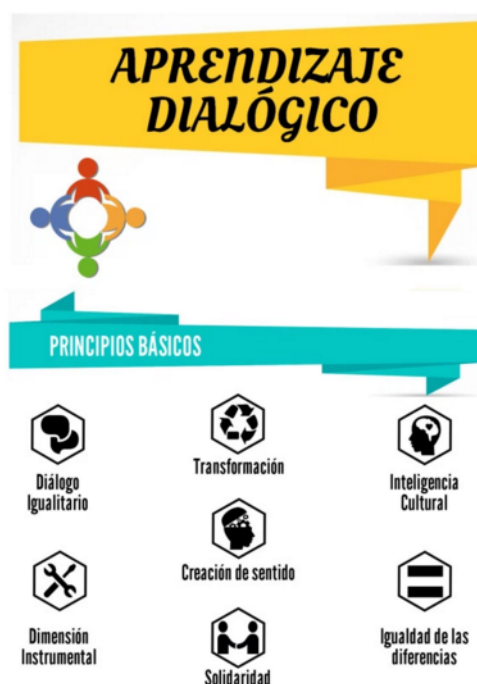 APRENDIZAJE
DIALÓGICO
PRINCIPIOS BÁSICOS
Diálogo
Igualitario
Transformación
Inteligencia
Cultural
Creación de sentido
Dimensión
Instrumental
Solidaridad
Igualdad de las
diferencias